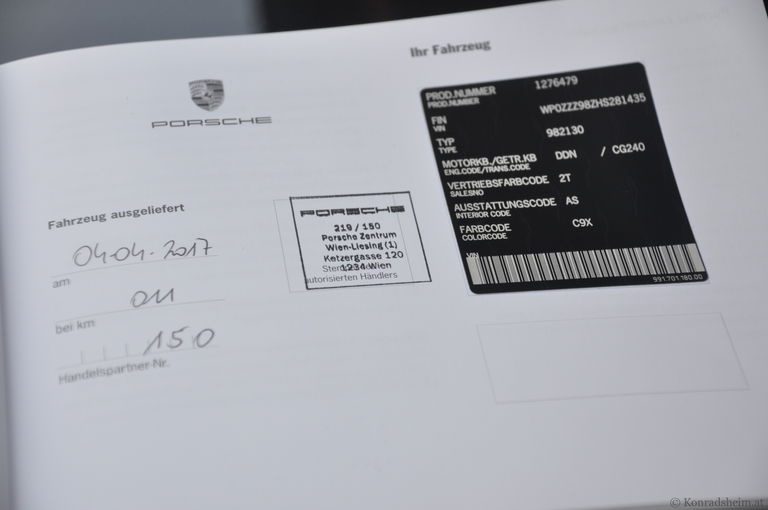 Ihr Fahrzeug
PORSCHE
Fahrzeug ausgeliefert
04.04.2017
am
011
bei km
150
Handelspartner-Nr.
PORSCHE
219 / 150
Porsche Zentrum
Wien-Liesing (1)
Ketzergasse 120
1234 Wien
autorisierten Händlers
PROD.NUMMER 1276479
PROD.NUMBER
FIN WP0ZZZ98ZHS281435
VIN
TYP 982130
TYPE
MOTORKB./GETR.KB DDN / CG240
ENG.CODE/TRANS.CODE
VERTRIEBSFARBCODE 2T
SALESNO
AUSSTATTUNGSCODE AS
INTERIOR CODE
FARBCODE C9X
COLORCODE
VIN
991.701.180.00
© Konradsheim.at